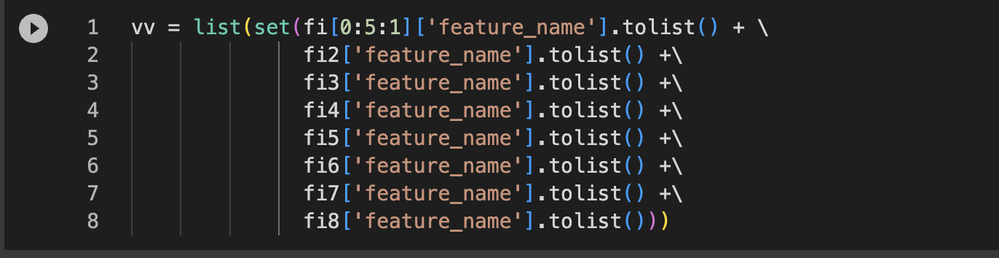 1 vv = list(set(fi[0:5:1]['feature_name'].tolist() + \
2 fi2['feature_name'].tolist() +\
3 fi3['feature_name'].tolist() +\
4 fi4['feature_name'].tolist() +\
5 fi5['feature_name'].tolist() +\
6 fi6['feature_name'].tolist() +\
7 fi7['feature_name'].tolist() +\
8 fi8['feature_name'].tolist()))